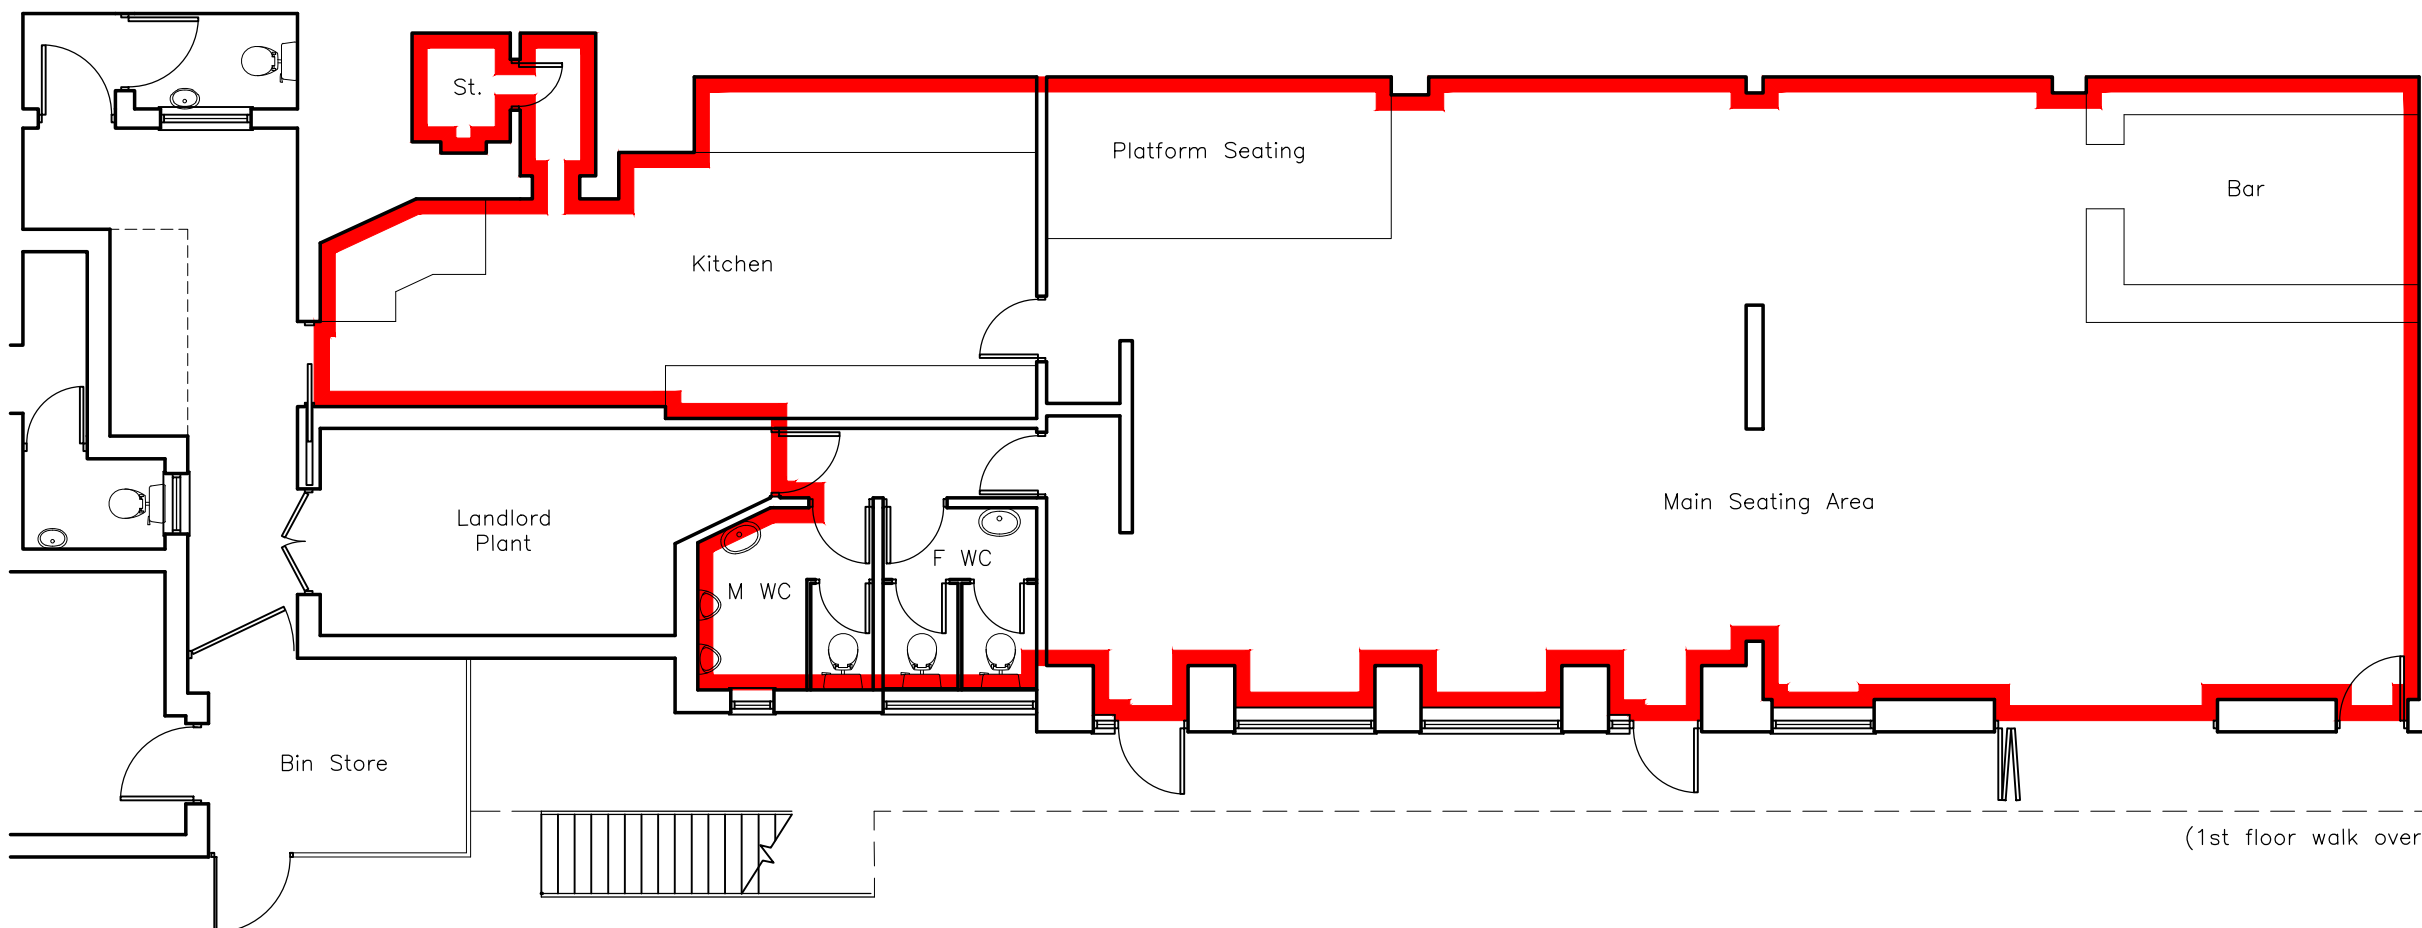 St.
Platform Seating
Bar
Kitchen
Main Seating Area
Landlord
Plant
F WC
M WC
Bin Store
(1st floor walk over